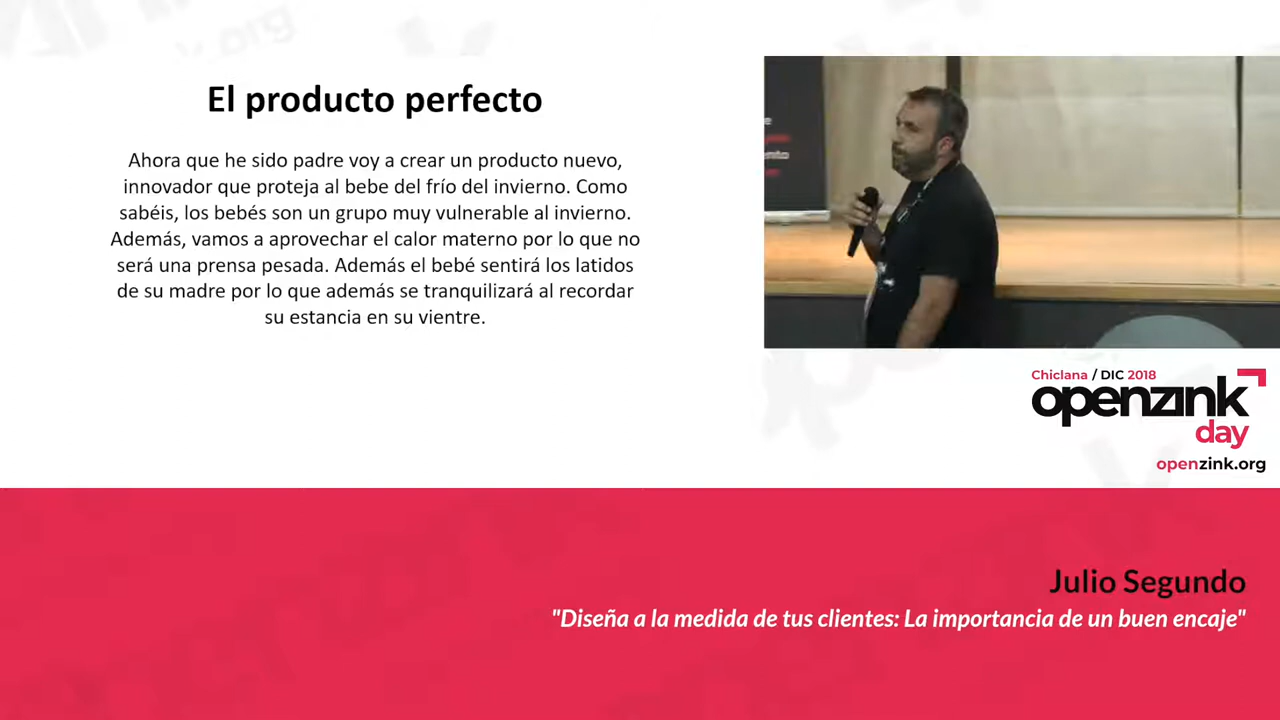 El producto perfecto
Ahora que he sido padre voy a crear un producto nuevo,
innovador que proteja al bebe del frío del invierno. Como
sabéis, los bebés son un grupo muy vulnerable al invierno.
Además, vamos a aprovechar el calor materno por lo que no
será una prensa pesada. Además el bebé sentirá los latidos
de su madre por lo que además se tranquilizará al recordar
su estancia en su vientre.
Chiclana / DIC 2018
openzink
day
openzink.org
Julio Segundo
"Diseña a la medida de tus clientes: La importancia de un buen encaje"